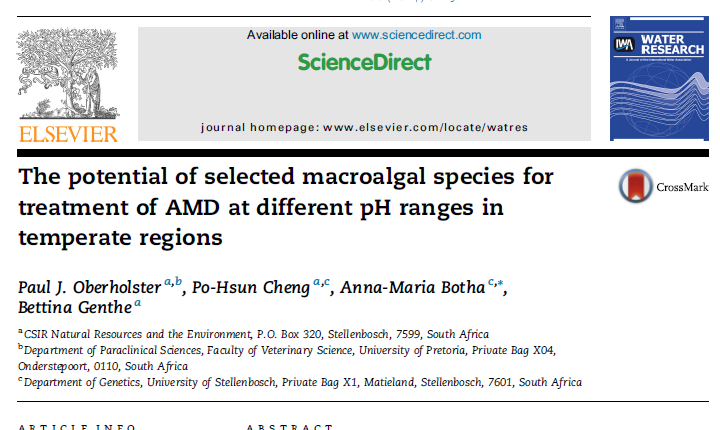 Available online at www.sciencedirect.com
ScienceDirect
journal homepage: www.elsevier.com/locate/watres
ELSEVIER
IWA
WATER
RESEARCH
The potential of selected macroalgal species for
treatment of AMD at different pH ranges in
temperate regions
CrossMark
Paul J. Oberholster a,b, Po-Hsun Cheng a,c, Anna-Maria Botha c,*,
Bettina Genthe a
a CSIR Natural Resources and the Environment, P.O. Box 320, Stellenbosch, 7599, South Africa
b Department of Paraclinical Sciences, Faculty of Veterinary Science, University of Pretoria, Private Bag X04,
Onderstepoort, 0110, South Africa
c Department of Genetics, University of Stellenbosch, Private Bag X1, Matieland, Stellenbosch, 7601, South Africa
ARTICLE INFO
ABSTRACT